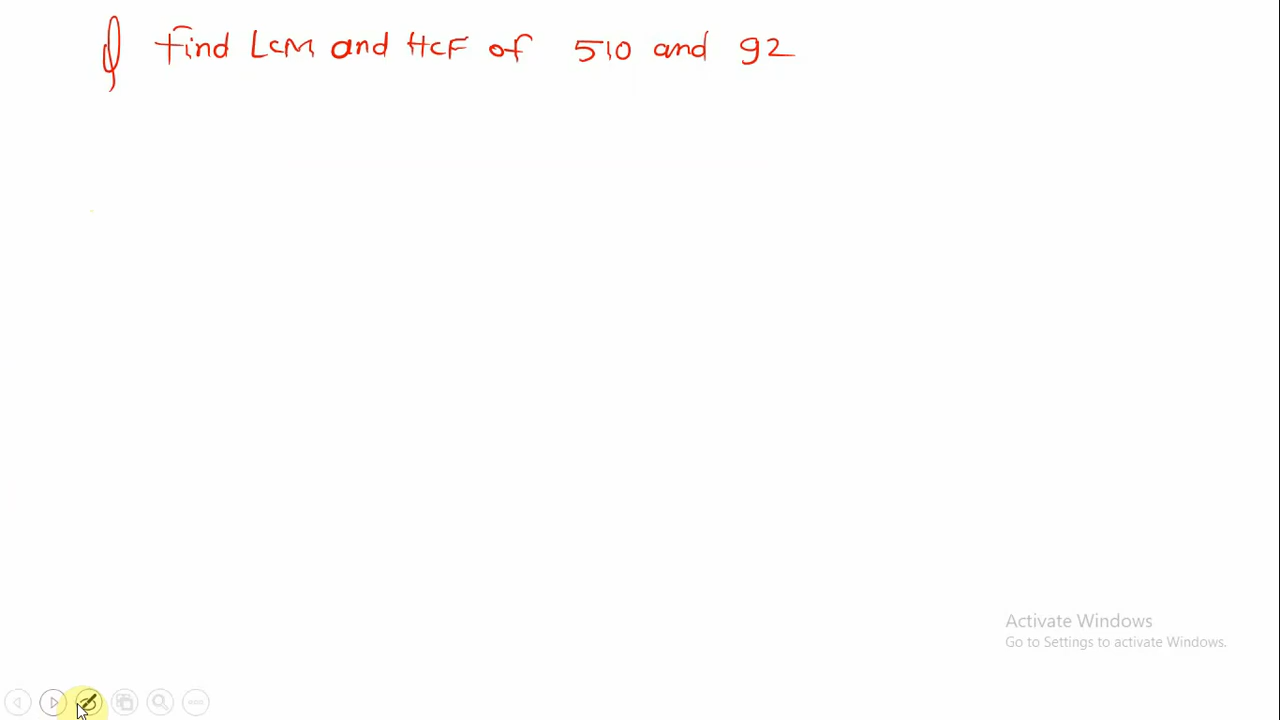 Q Find LCM and HCF of 510 and 92
Activate Windows
Go to Settings to activate Windows.